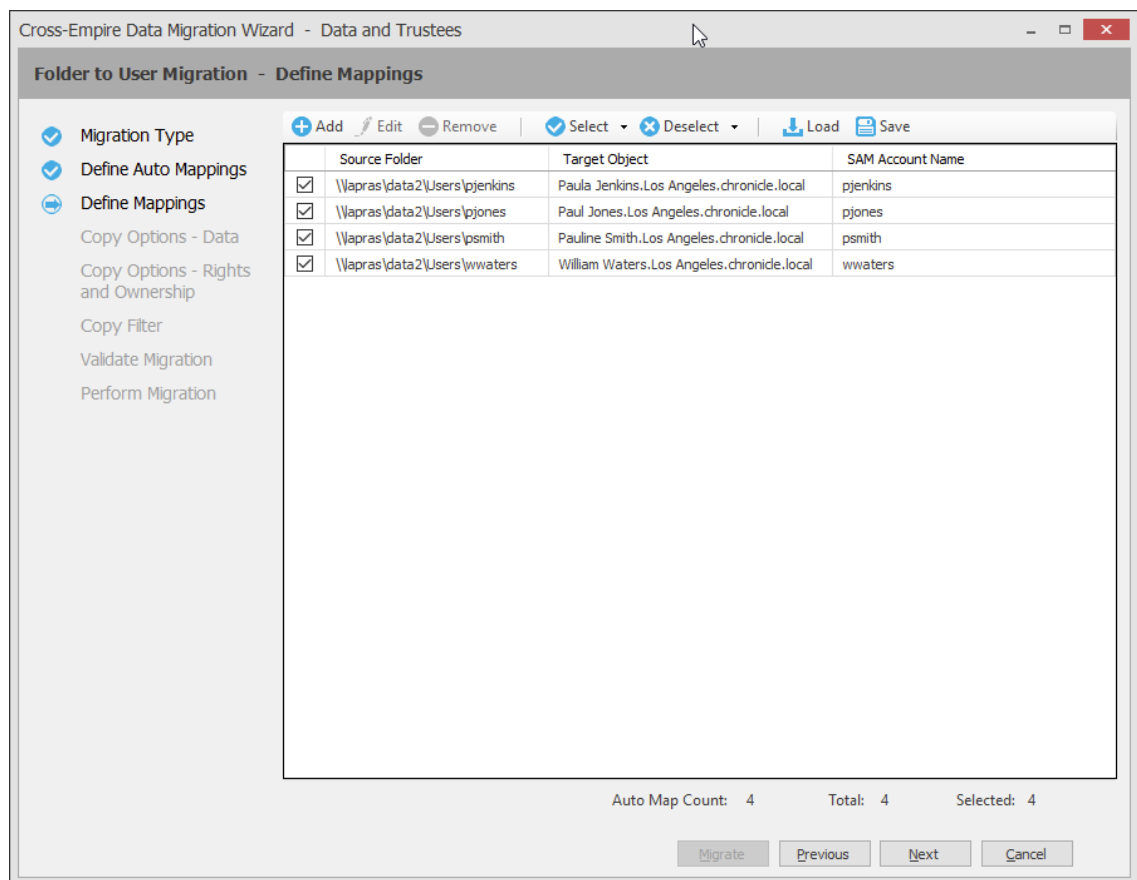 Cross-Empire Data Migration Wizard - Data and Trustees
Folder to User Migration - Define Mappings
Migration Type
Define Auto Mappings
Define Mappings
Copy Options - Data
Copy Options - Rights
and Ownership
Copy Filter
Validate Migration
Perform Migration
Add Edit Remove Select Deselect Load Save
Source Folder Target Object SAM Account Name
\\lapras\data2\Users\pjenkins Paula Jenkins.Los Angeles.chronicle.local pjenkins
\\lapras\data2\Users\pjones Paul Jones.Los Angeles.chronicle.local pjones
\\lapras\data2\Users\psmith Pauline Smith.Los Angeles.chronicle.local psmith
\\lapras\data2\Users\wwaters William Waters.Los Angeles.chronicle.local wwaters
Auto Map Count: 4 Total: 4 Selected: 4
Migrate Previous Next Cancel